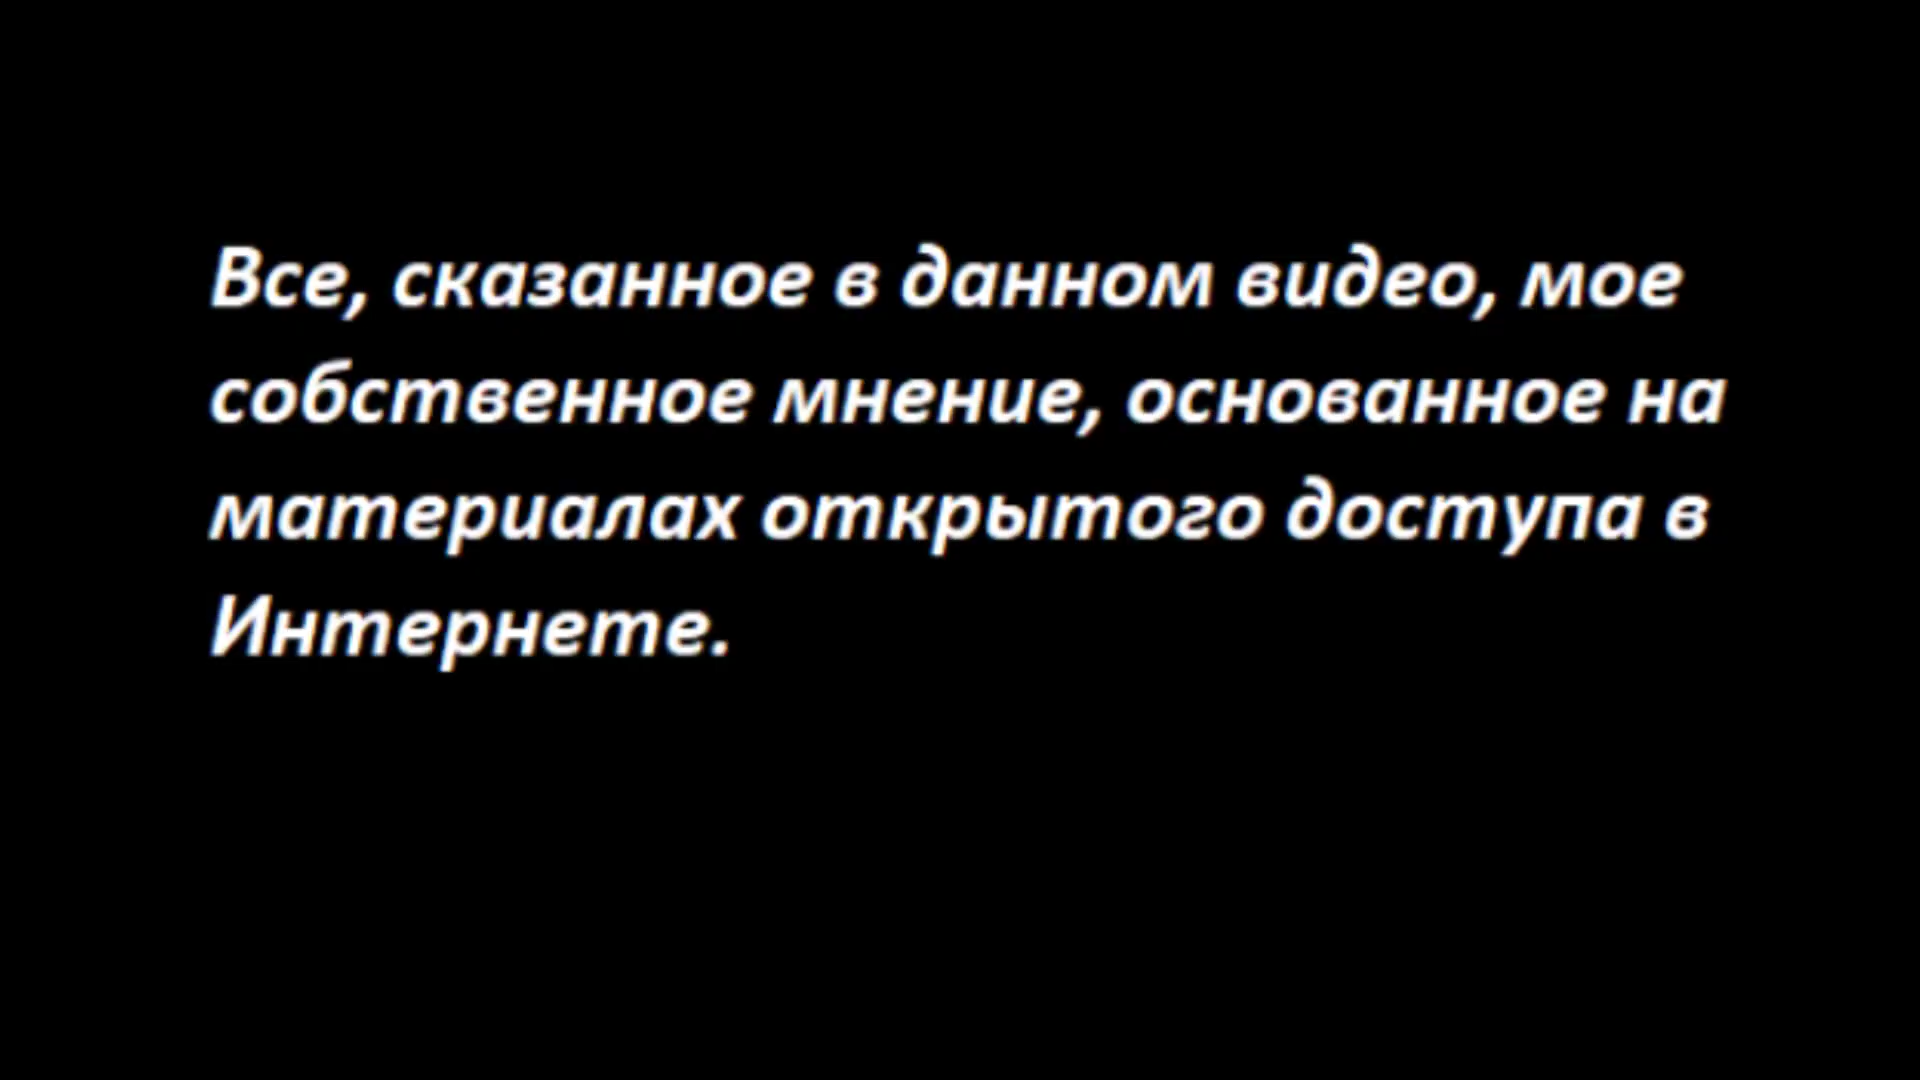 Все, сказанное в данном видео, мое
собственное мнение, основанное на
материалах открытого доступа в
Интернете.